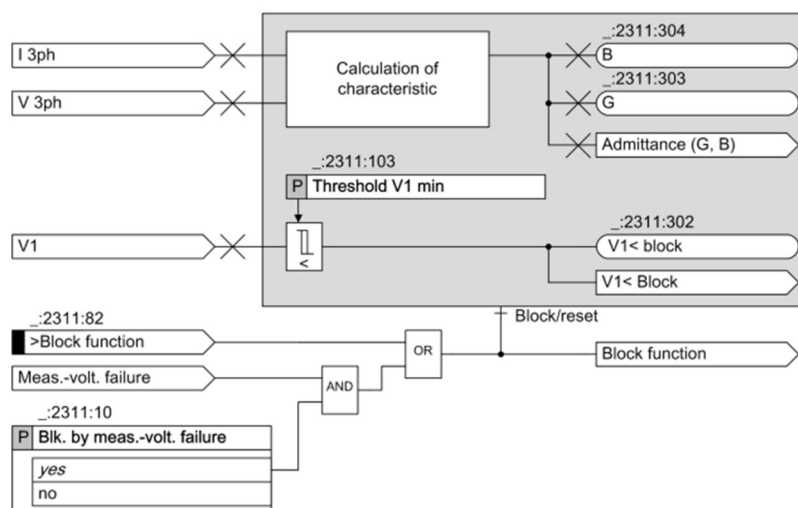 _:2311:304
I 3ph
B
Calculation of
characteristic
_:2311:303
V 3ph
G
Admittance (G, B)
_:2311:103
P Threshold V1 min
_:2311:302
V1
<
V1< block
V1< Block
_:2311:82
Block/reset
>Block function
OR
Block function
Meas.-volt. failure
AND
_:2311:10
P Blk. by meas.-volt. failure
yes
no